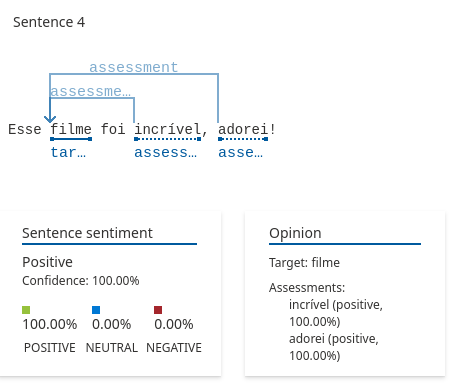 Sentence 4
assessment
assessme…
Esse filme foi incrível, adorei!
tar… assess… asse…
Sentence sentiment
Positive
Confidence: 100.00%
100.00% 0.00% 0.00%
POSITIVE NEUTRAL NEGATIVE
Opinion
Target: filme
Assessments:
incrível (positive,
100.00%)
adorei (positive,
100.00%)